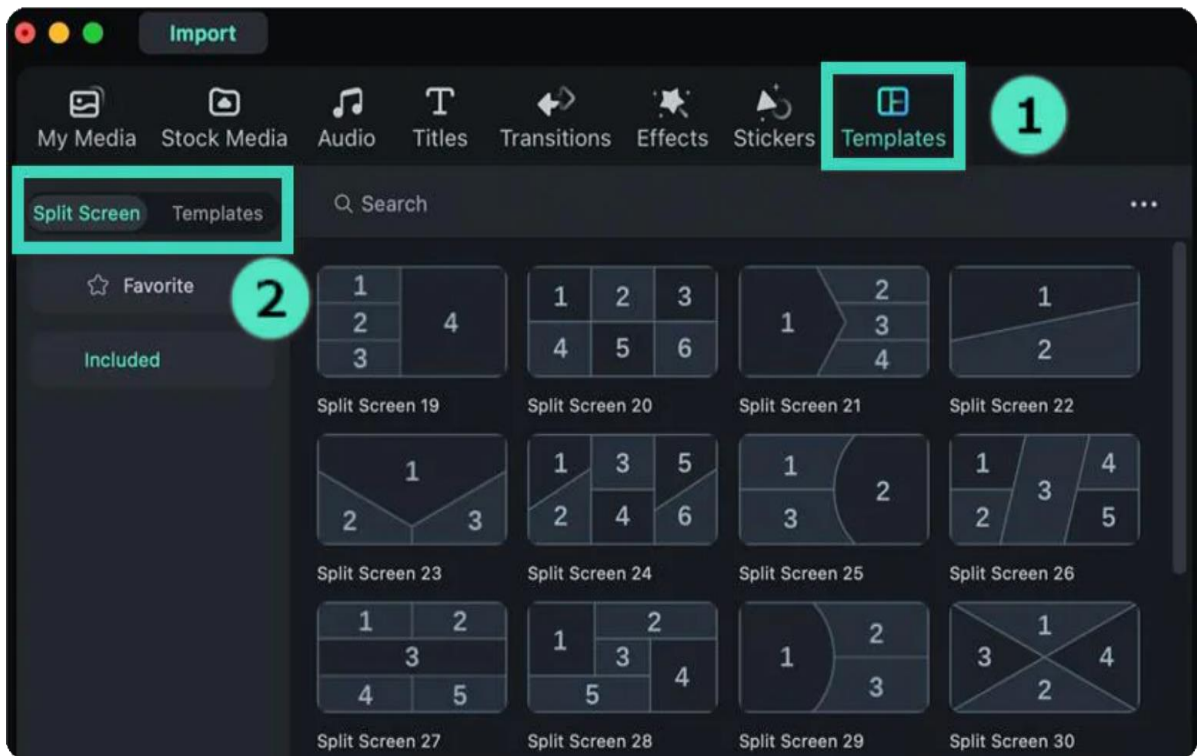 Import
My Media Stock Media Audio Titles Transitions Effects Stickers Templates
1
Split Screen Templates
Search
...
2
Favorite
Included
1 2 3 4
1 2 3 4 5 6
1 2 3 4
1 2
Split Screen 19 Split Screen 20 Split Screen 21 Split Screen 22
1 2 3
1 3 5 2 4 6
1 2 3
1 4 3 2 5
Split Screen 23 Split Screen 24 Split Screen 25 Split Screen 26
1 2 3 4 5
1 2 3 4 5
1 2 3
1 3 4 2
Split Screen 27 Split Screen 28 Split Screen 29 Split Screen 30